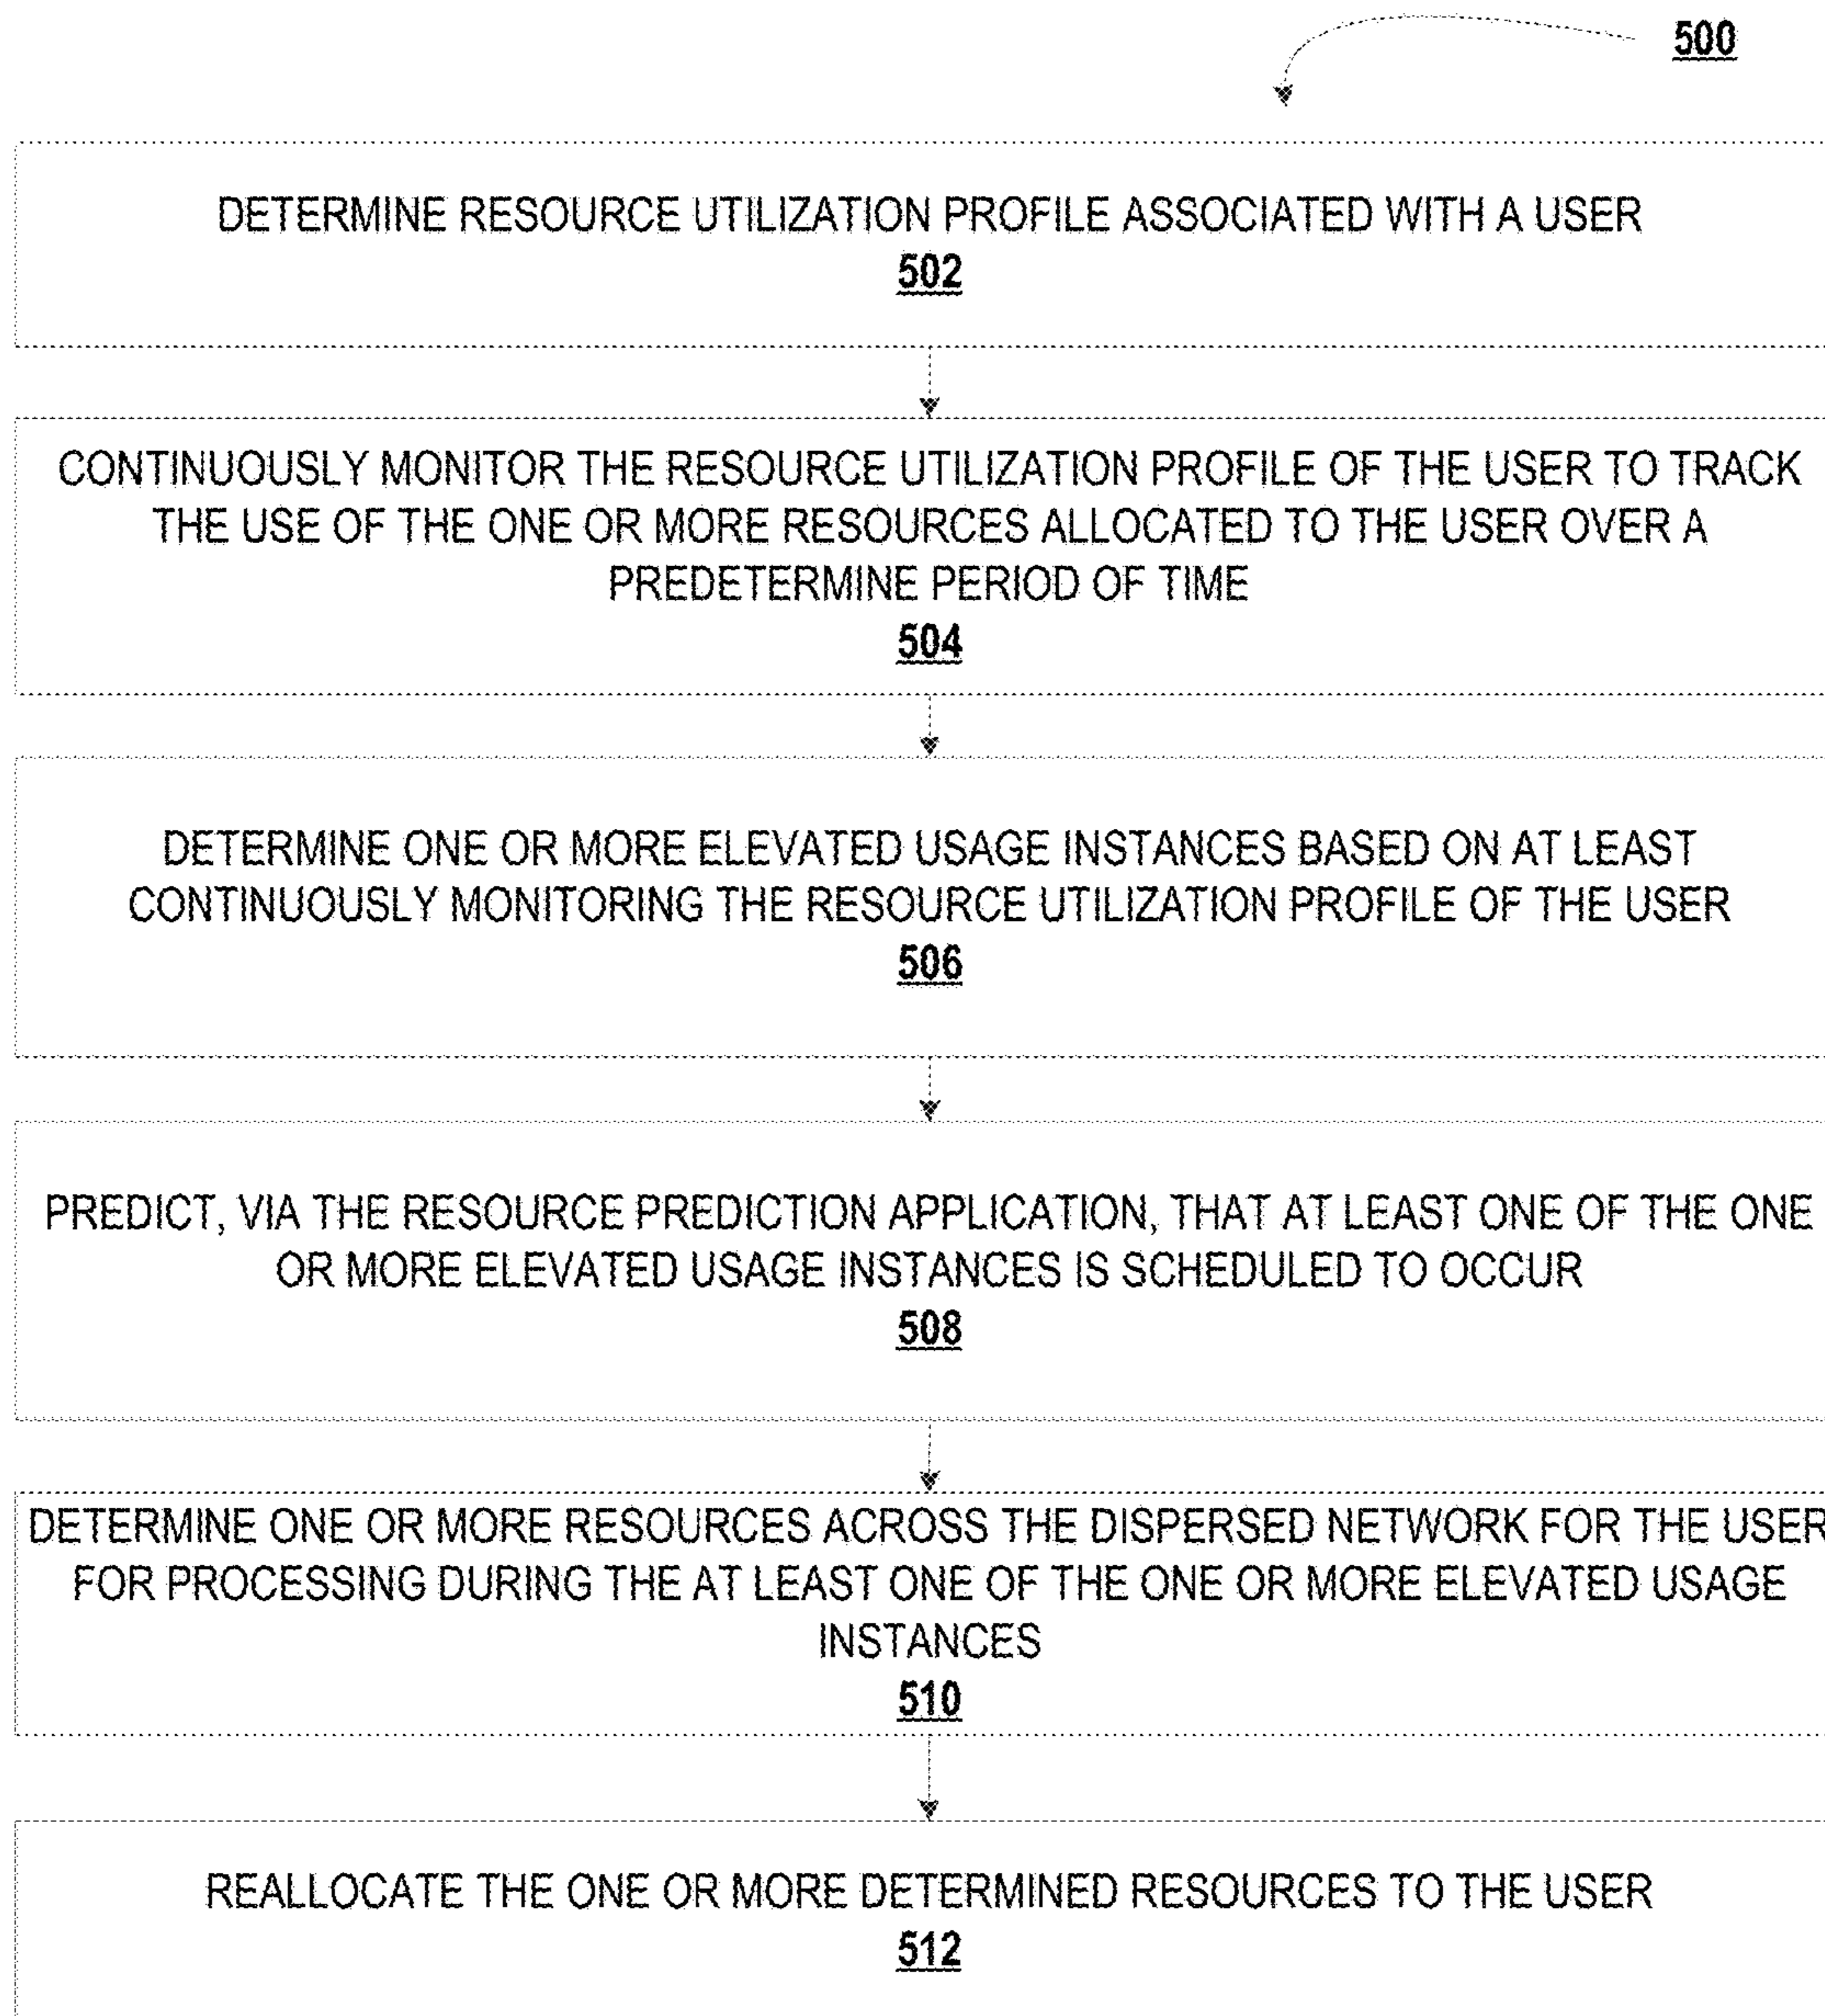 500
DETERMINE RESOURCE UTILIZATION PROFILE ASSOCIATED WITH A USER
502
CONTINUOUSLY MONITOR THE RESOURCE UTILIZATION PROFILE OF THE USER TO TRACK
THE USE OF THE ONE OR MORE RESOURCES ALLOCATED TO THE USER OVER A
PREDETERMINE PERIOD OF TIME
504
DETERMINE ONE OR MORE ELEVATED USAGE INSTANCES BASED ON AT LEAST
CONTINUOUSLY MONITORING THE RESOURCE UTILIZATION PROFILE OF THE USER
506
PREDICT, VIA THE RESOURCE PREDICTION APPLICATION, THAT AT LEAST ONE OF THE ONE
OR MORE ELEVATED USAGE INSTANCES IS SCHEDULED TO OCCUR
508
DETERMINE ONE OR MORE RESOURCES ACROSS THE DISPERSED NETWORK FOR THE USER
FOR PROCESSING DURING THE AT LEAST ONE OF THE ONE OR MORE ELEVATED USAGE
INSTANCES
510
REALLOCATE THE ONE OR MORE DETERMINED RESOURCES TO THE USER
512